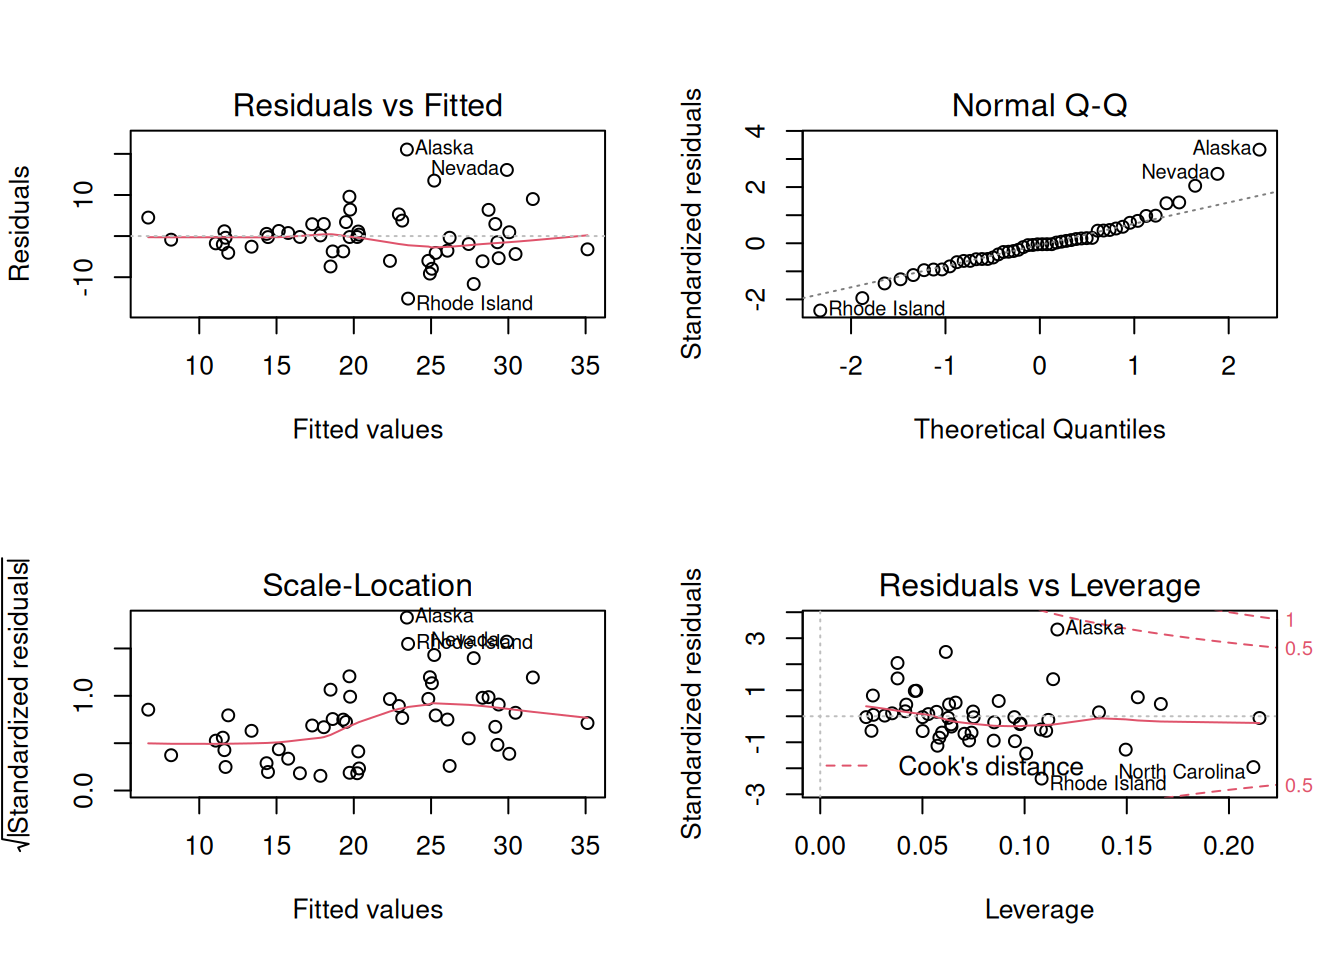 Residuals vs Fitted
Residuals
10
-10
Alaska
Nevada
Rhode Island
10 15 20 25 30 35
Fitted values
Normal Q-Q
Standardized residuals
4
2
0
-2
Alaska
Nevada
Rhode Island
-2 -1 0 1 2
Theoretical Quantiles
Scale-Location
√|Standardized residuals|
1.0
0.0
Alaska
Nevada
Rhode Island
10 15 20 25 30 35
Fitted values
Residuals vs Leverage
Standardized residuals
3
1
-1
-3
Alaska
1
0.5
Cook's distance
North Carolina
Rhode Island
0.5
0.00 0.05 0.10 0.15 0.20
Leverage